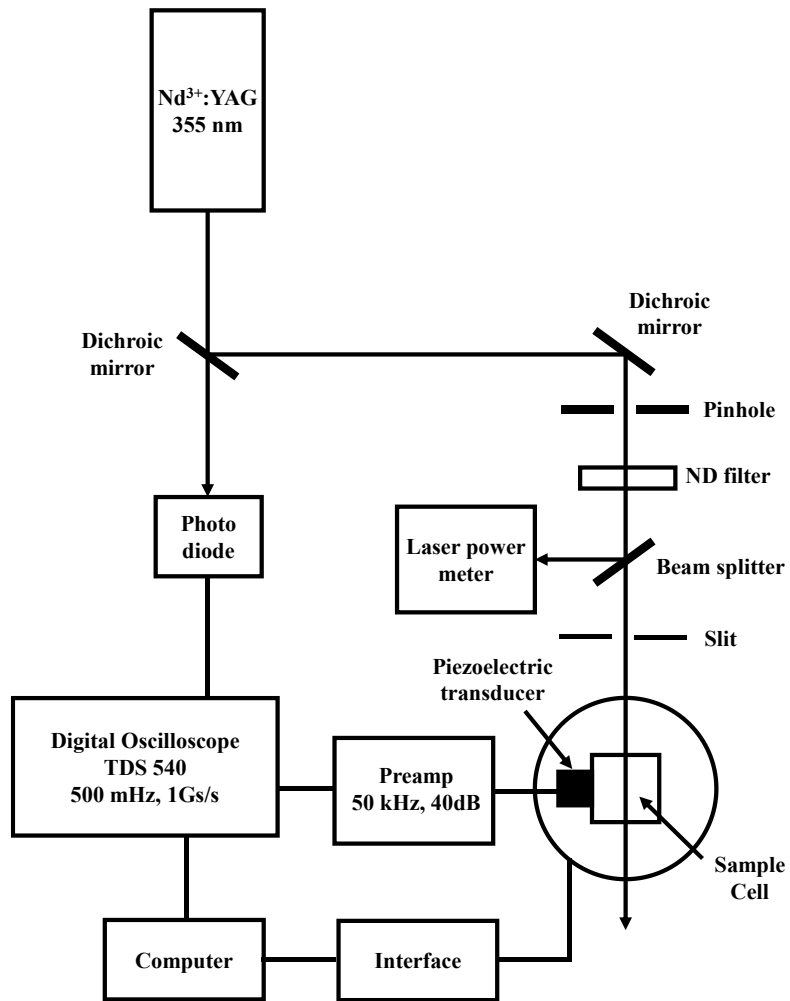 Nd³⁺:YAG
355 nm
Dichroic
mirror
Dichroic
mirror
Pinhole
ND filter
Photo
diode
Laser power
meter
Beam splitter
Slit
Piezoelectric
transducer
Digital Oscilloscope
TDS 540
500 mHz, 1Gs/s
Preamp
50 kHz, 40dB
Sample
Cell
Computer
Interface